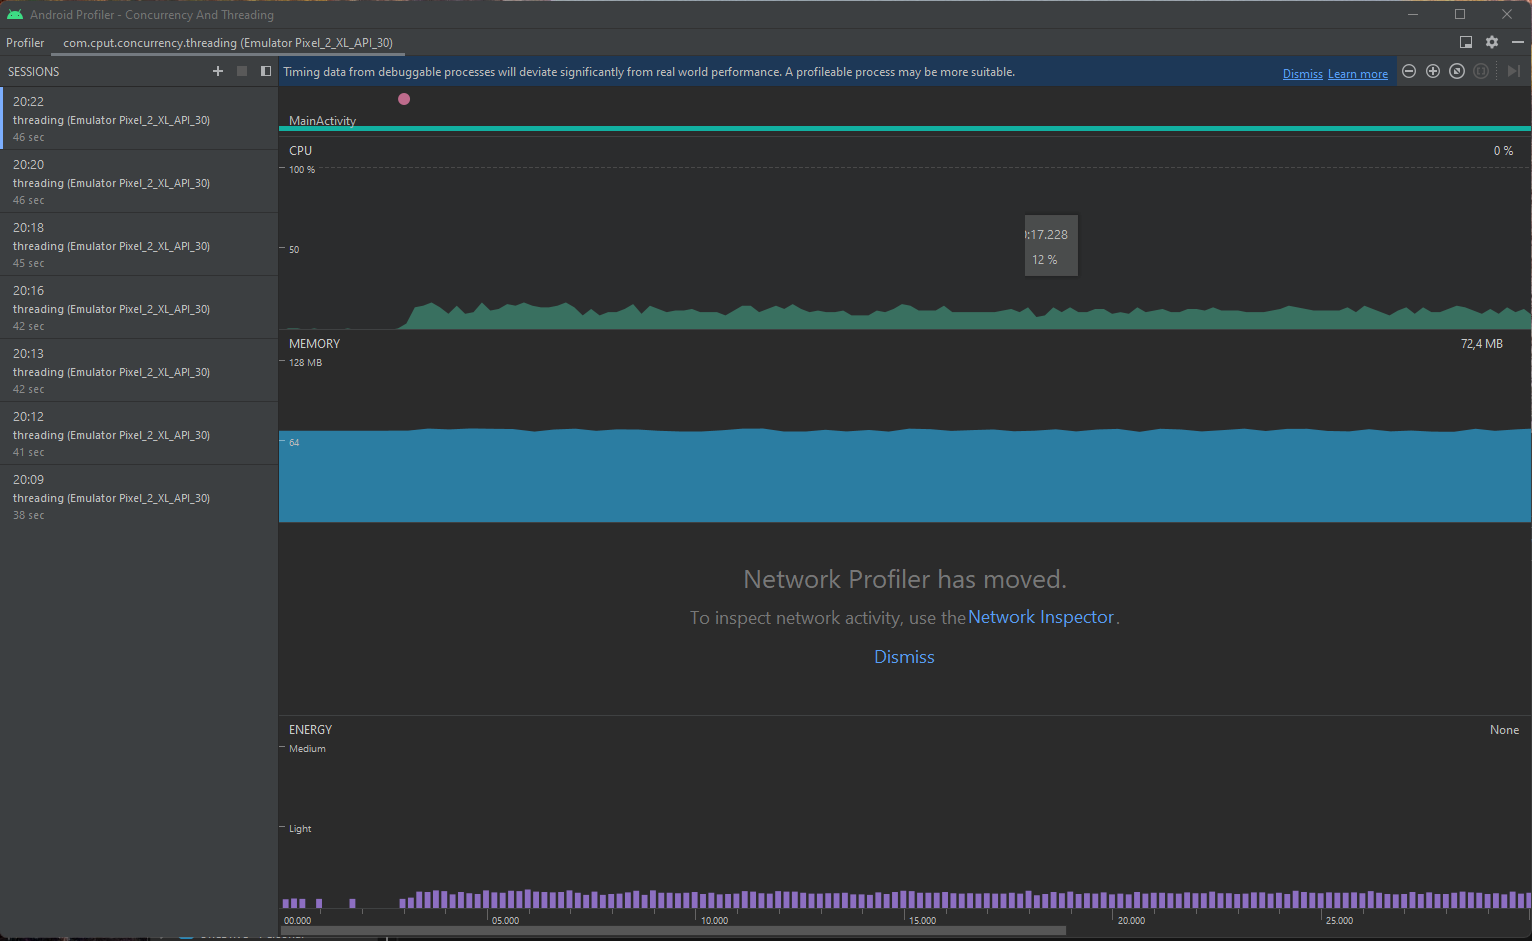 Android Profiler - Concurrency And Threading
Profiler com.cput.concurrency.threading (Emulator Pixel_2_XL_API_30)
SESSIONS
Timing data from debuggable processes will deviate significantly from real world performance. A profileable process may be more suitable. Dismiss Learn more
20:22
threading (Emulator Pixel_2_XL_API_30)
46 sec
20:20
threading (Emulator Pixel_2_XL_API_30)
46 sec
20:18
threading (Emulator Pixel_2_XL_API_30)
45 sec
20:16
threading (Emulator Pixel_2_XL_API_30)
42 sec
20:13
threading (Emulator Pixel_2_XL_API_30)
42 sec
20:12
threading (Emulator Pixel_2_XL_API_30)
41 sec
20:09
threading (Emulator Pixel_2_XL_API_30)
38 sec
MainActivity
CPU 0 %
100 %
50
:17.228
12 %
MEMORY 72,4 MB
128 MB
64
Network Profiler has moved.
To inspect network activity, use the Network Inspector.
Dismiss
ENERGY None
Medium
Light
00.000 05.000 10.000 15.000 20.000 25.000